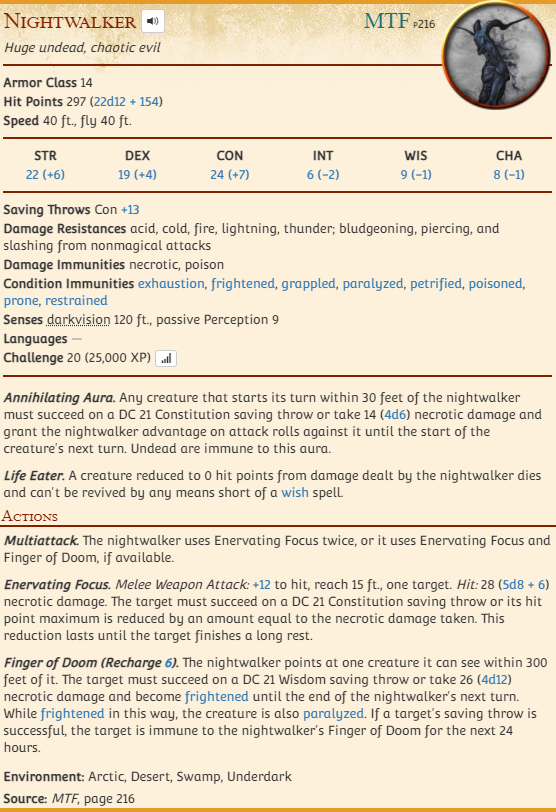 Nightwalker MTF p216
Huge undead, chaotic evil
Armor Class 14
Hit Points 297 (22d12 + 154)
Speed 40 ft., fly 40 ft.
STR DEX CON INT WIS CHA
22 (+6) 19 (+4) 24 (+7) 6 (−2) 9 (−1) 8 (−1)
Saving Throws Con +13
Damage Resistances acid, cold, fire, lightning, thunder; bludgeoning, piercing, and
slashing from nonmagical attacks
Damage Immunities necrotic, poison
Condition Immunities exhaustion, frightened, grappled, paralyzed, petrified, poisoned,
prone, restrained
Senses darkvision 120 ft., passive Perception 9
Languages —
Challenge 20 (25,000 XP)
Annihilating Aura. Any creature that starts its turn within 30 feet of the nightwalker
must succeed on a DC 21 Constitution saving throw or take 14 (4d6) necrotic damage and
grant the nightwalker advantage on attack rolls against it until the start of the
creature's next turn. Undead are immune to this aura.
Life Eater. A creature reduced to 0 hit points from damage dealt by the nightwalker dies
and can't be revived by any means short of a wish spell.
Actions
Multiattack. The nightwalker uses Enervating Focus twice, or it uses Enervating Focus and
Finger of Doom, if available.
Enervating Focus. Melee Weapon Attack: +12 to hit, reach 15 ft., one target. Hit: 28 (5d8 + 6)
necrotic damage. The target must succeed on a DC 21 Constitution saving throw or its hit
point maximum is reduced by an amount equal to the necrotic damage taken. This
reduction lasts until the target finishes a long rest.
Finger of Doom (Recharge 6). The nightwalker points at one creature it can see within 300
feet of it. The target must succeed on a DC 21 Wisdom saving throw or take 26 (4d12)
necrotic damage and become frightened until the end of the nightwalker's next turn.
While frightened in this way, the creature is also paralyzed. If a target's saving throw is
successful, the target is immune to the nightwalker's Finger of Doom for the next 24
hours.
Environment: Arctic, Desert, Swamp, Underdark
Source: MTF, page 216